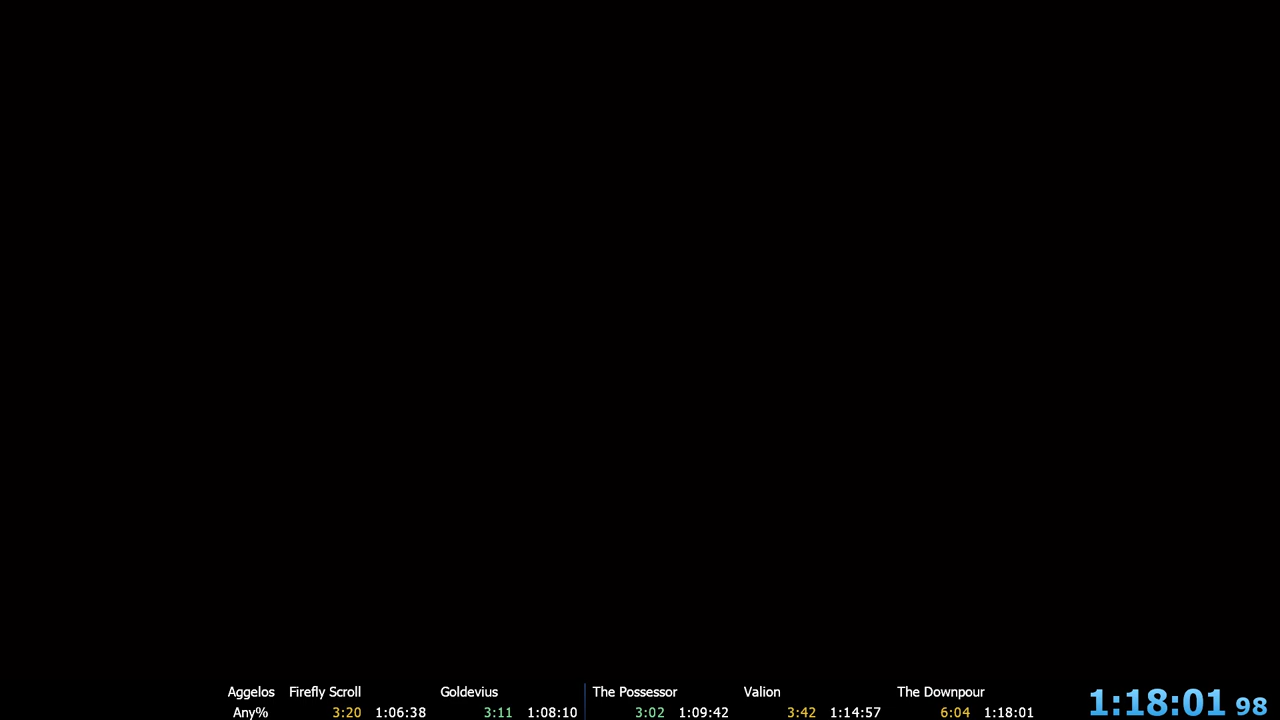 Aggelos Firefly Scroll Goldevius The Possessor Valion The Downpour
Any% 3:20 1:06:38 3:11 1:08:10 3:02 1:09:42 3:42 1:14:57 6:04 1:18:01
1:18:01 98